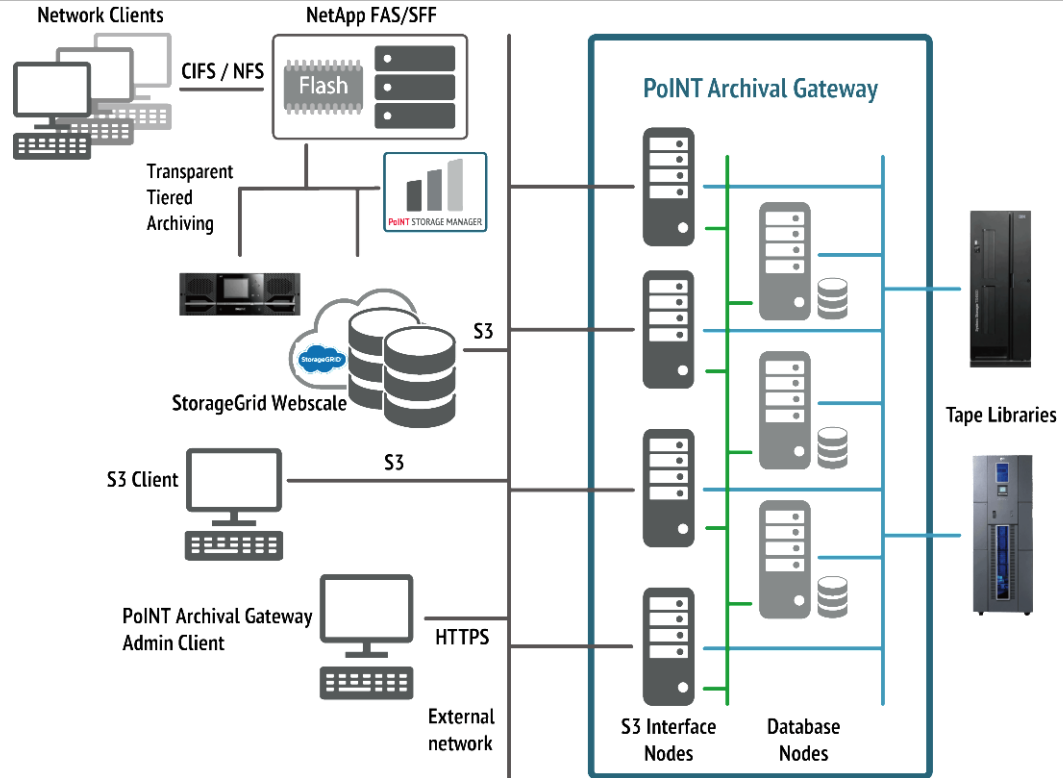 Network Clients
NetApp FAS/SFF
CIFS / NFS
Flash
PoINT Archival Gateway
Transparent
Tiered
Archiving
PoINT STORAGE MANAGER
S3
StorageGRID
StorageGrid Webscale
Tape Libraries
S3
S3 Client
PoINT Archival Gateway
Admin Client
HTTPS
External
network
S3 Interface
Nodes
Database
Nodes